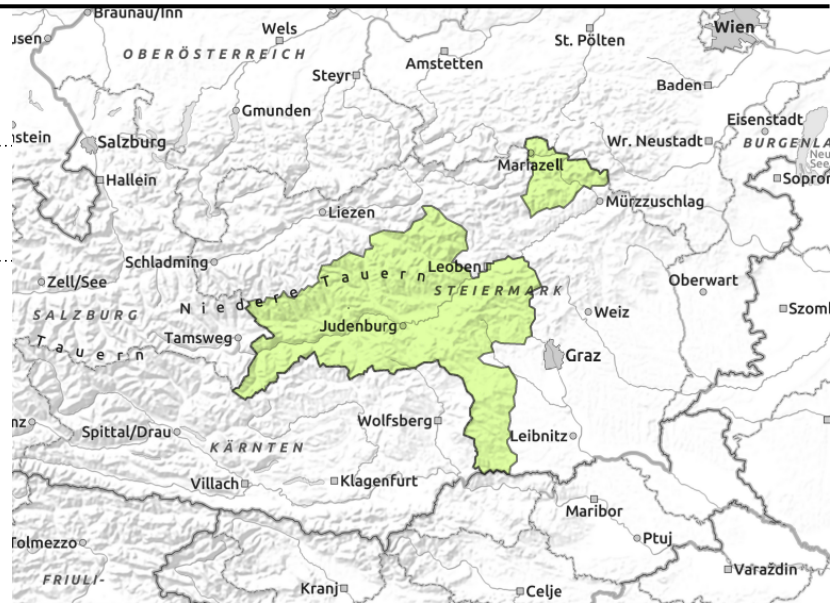 Braunau/Inn
Wels
OBERÖSTERREICH
Steyr
Amstetten
St. Pölten
Wien
Baden
Gmunden
Eisenstadt
Salzburg
Mariazell
Wr. Neustadt
BURGENLA
Hallein
Sopron
Liezen
Mürzzuschlag
Schladming
Leoben
Zell/See
Niedere Tauern
STEIERMARK
Oberwart
SALZBURG
Tamsweg
Judenburg
Weiz
Szomb
Tauern
Graz
Wolfsberg
Leibnitz
Spittal/Drau
KÄRNTEN
Villach
Klagenfurt
Maribor
Ptuj
Tolmezzo
Varaždin
FRIULI-
Kranj
Celje